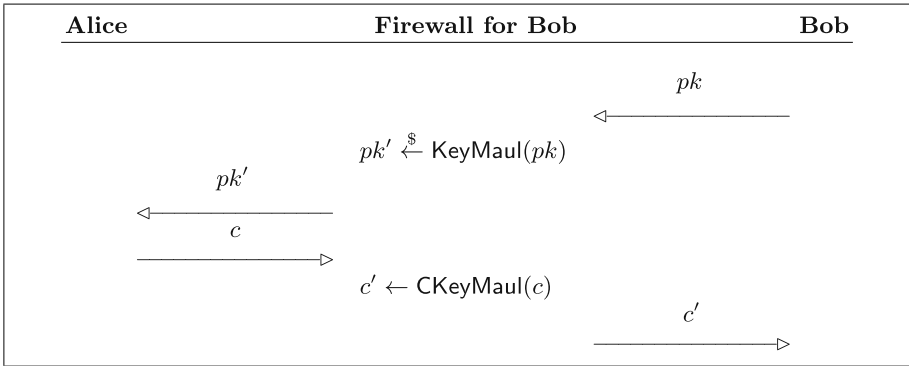 Alice Firewall for Bob Bob
pk
pk′ ←$ KeyMaul(pk)
pk′
c
c′ ← CKeyMaul(c)
c′